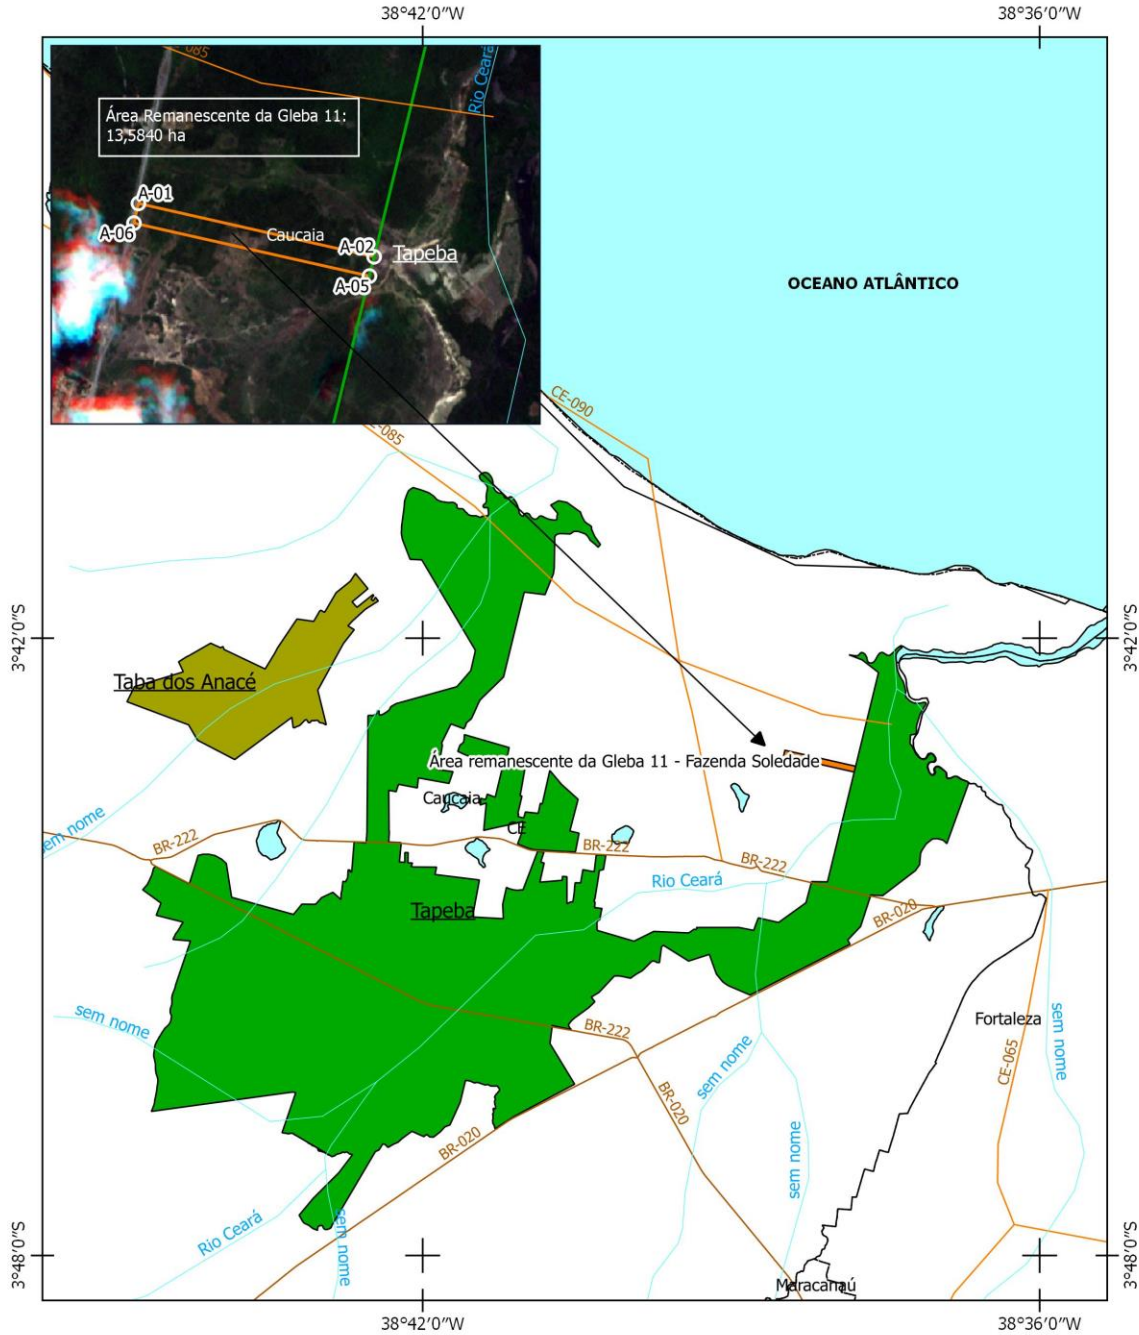 38°42'0"W
38°36'0"W
CE-085
Rio Ceará
Área Remanescente da Gleba 11:
13,5840 ha
A-01
A-06
Caucaia
A-02
Tapeba
A-05
OCEANO ATLÂNTICO
CE-090
CE-085
3°42'0"S
3°42'0"S
Taba dos Anacé
Área remanescente da Gleba 11 - Fazenda Soledade
Caucaia
CE
sem nome
BR-222
BR-222
BR-222
Rio Ceará
Tapeba
BR-020
sem nome
BR-222
Fortaleza
sem nome
CE-065
sem nome
BR-020
BR-020
sem nome
Rio Ceará
sem nome
3°48'0"S
3°48'0"S
Maracanaú
38°42'0"W
38°36'0"W